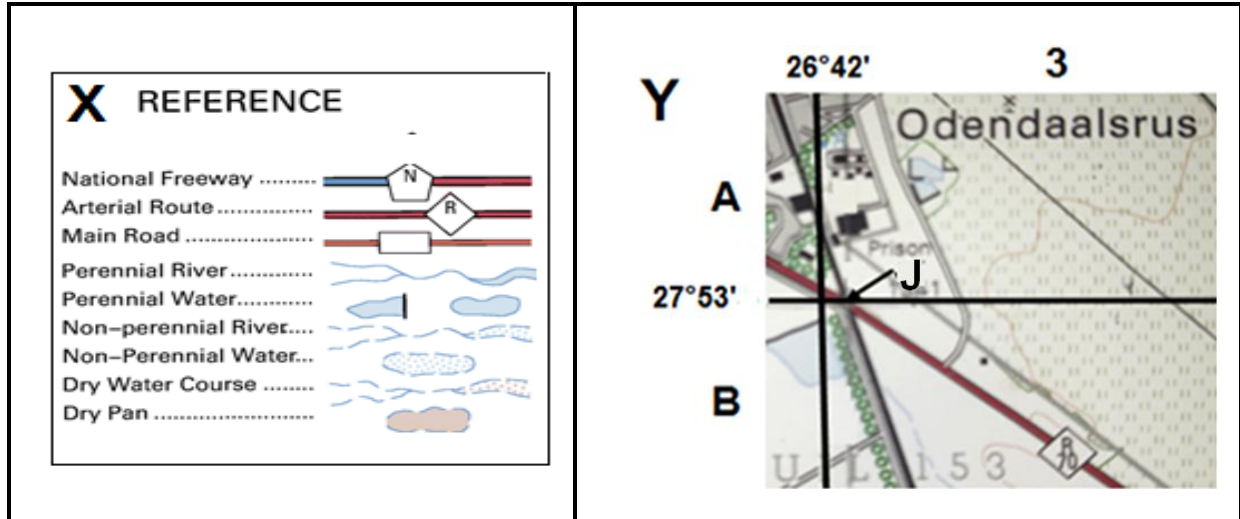 X REFERENCE
National Freeway ......... N
Arterial Route.............. R
Main Road ...................
Perennial River..............
Perennial Water............
Non-perennial River....
Non-Perennial Water...
Dry Water Course ........
Dry Pan .......................
Y
26°42'
3
Odendaalsrus
A
Prison
J
27°53'
B
R
70
U L 153